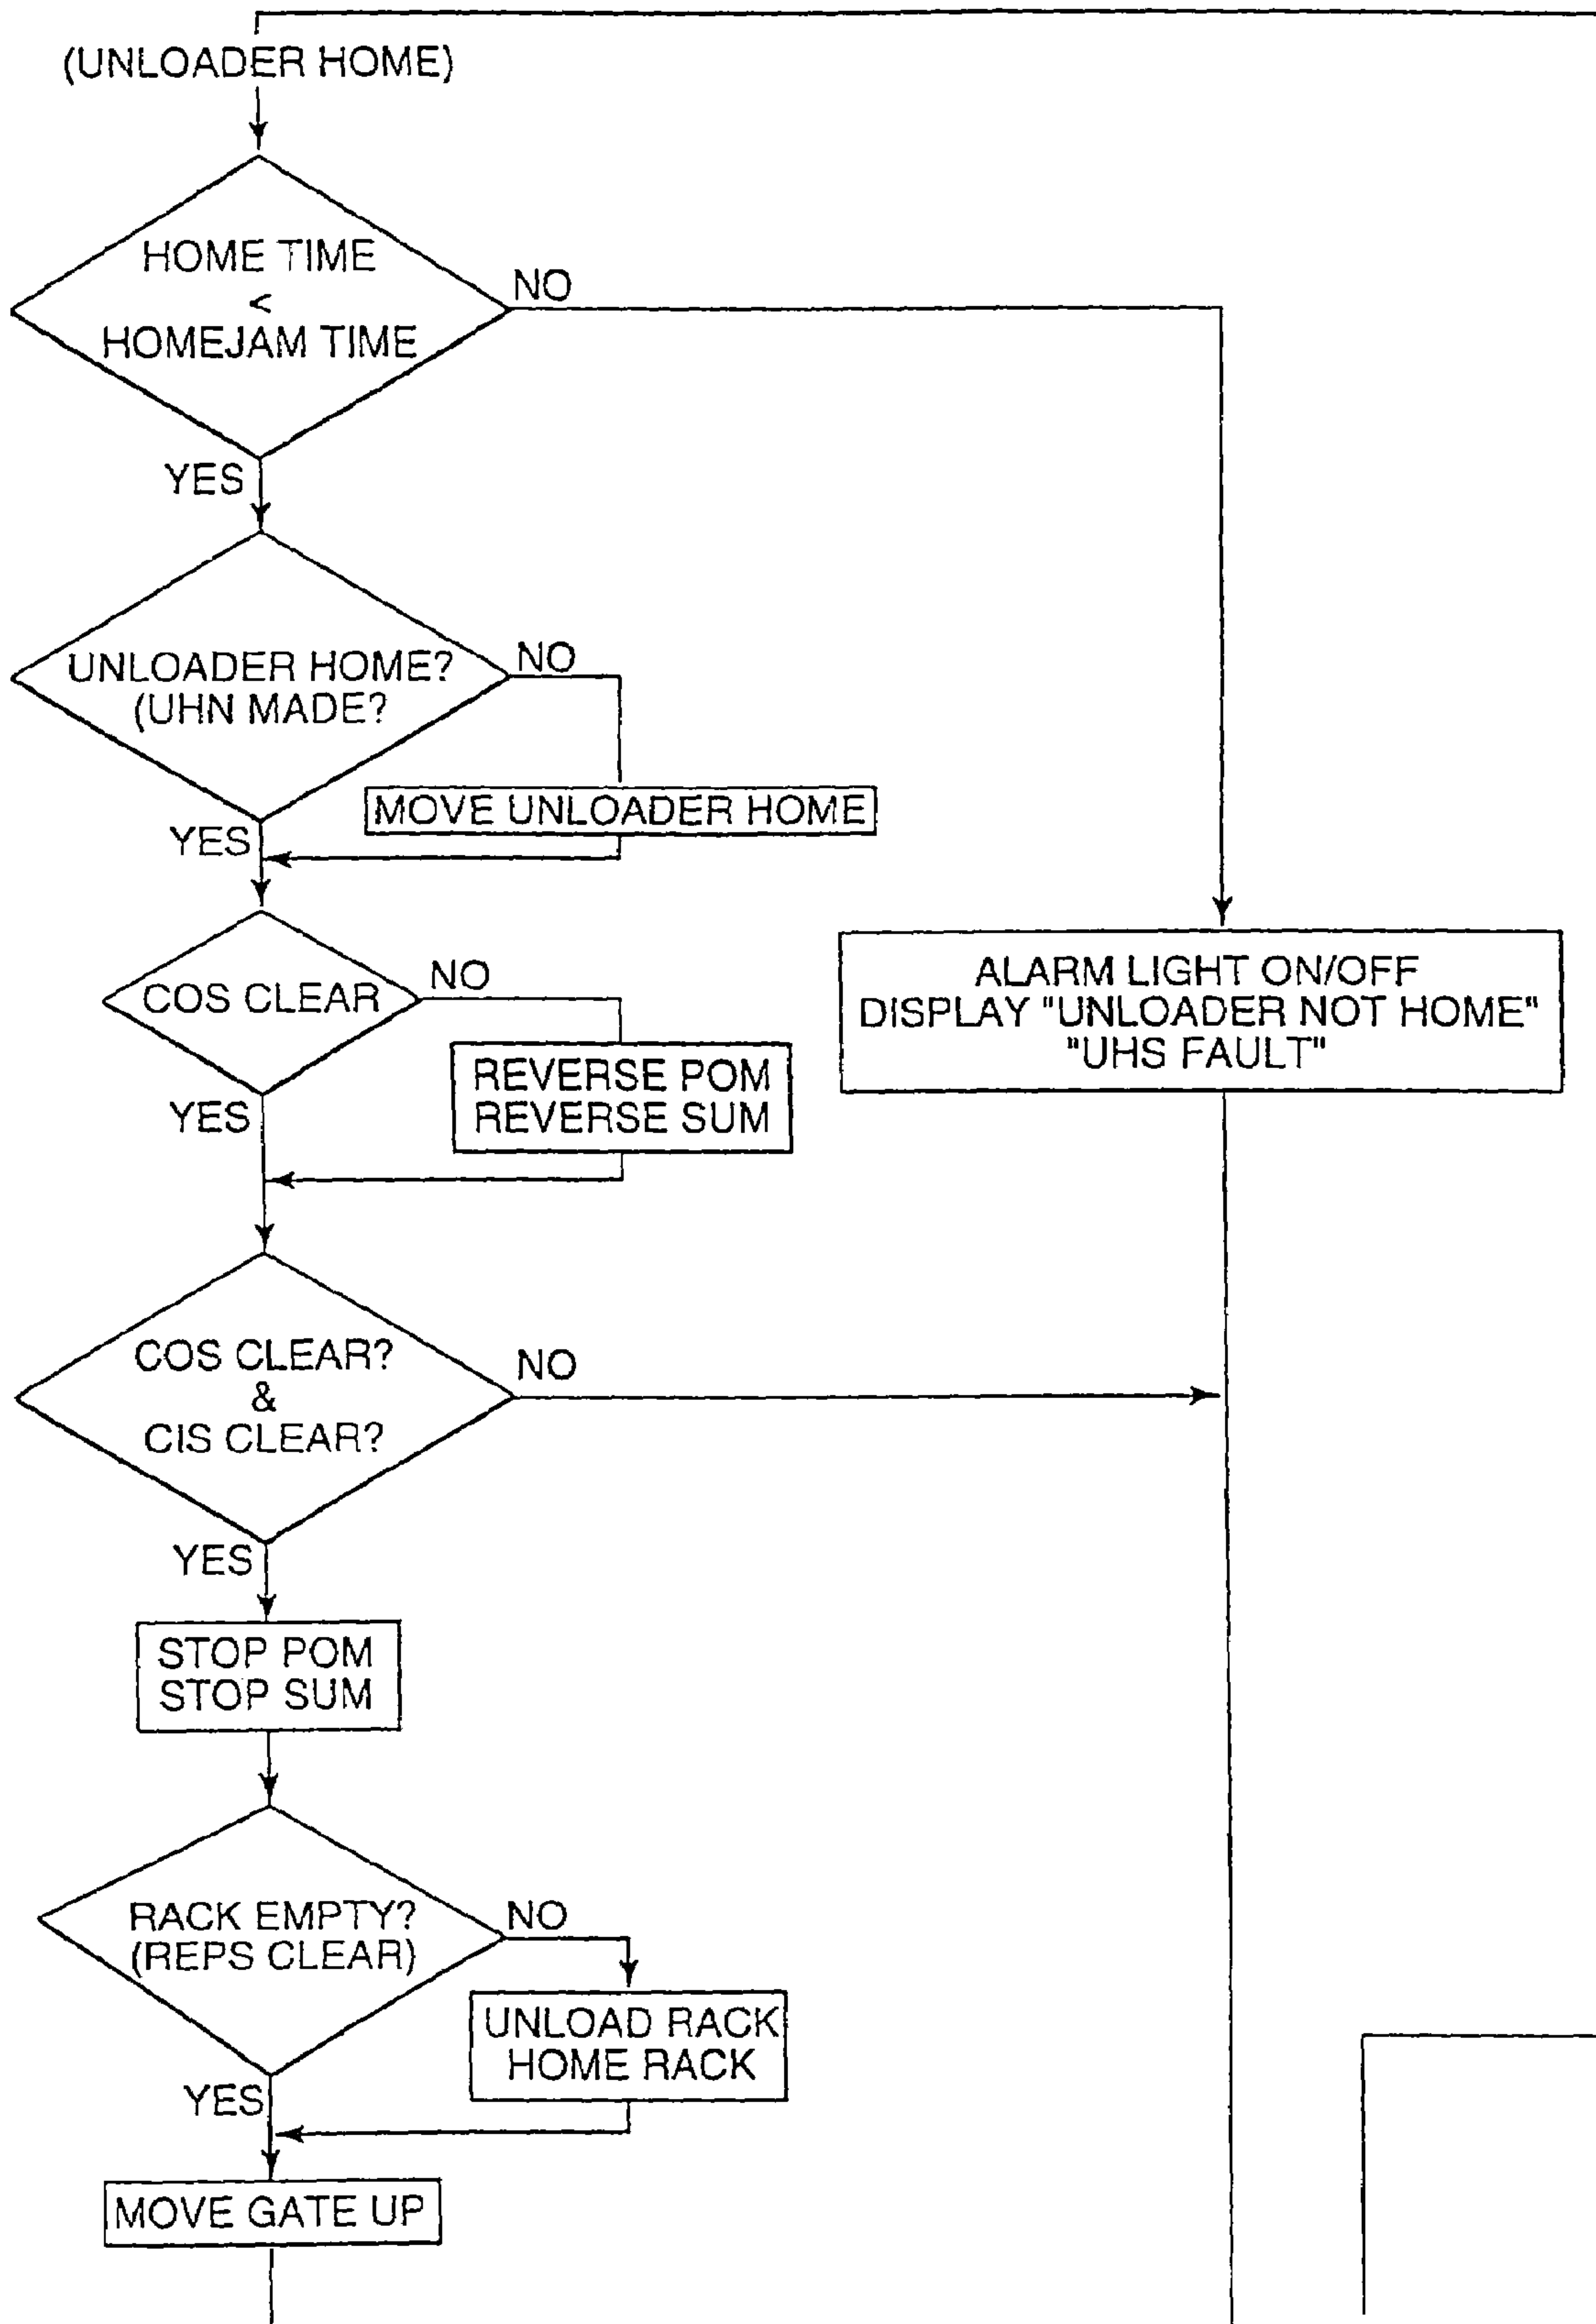 (UNLOADER HOME)
HOME TIME
<
HOMEJAM TIME
NO
YES
UNLOADER HOME?
(UHN MADE?
NO
MOVE UNLOADER HOME
YES
COS CLEAR
NO
REVERSE POM
REVERSE SUM
YES
ALARM LIGHT ON/OFF
DISPLAY "UNLOADER NOT HOME"
"UHS FAULT"
COS CLEAR?
&
CIS CLEAR?
NO
YES
STOP POM
STOP SUM
RACK EMPTY?
(REPS CLEAR)
NO
UNLOAD RACK
HOME RACK
YES
MOVE GATE UP